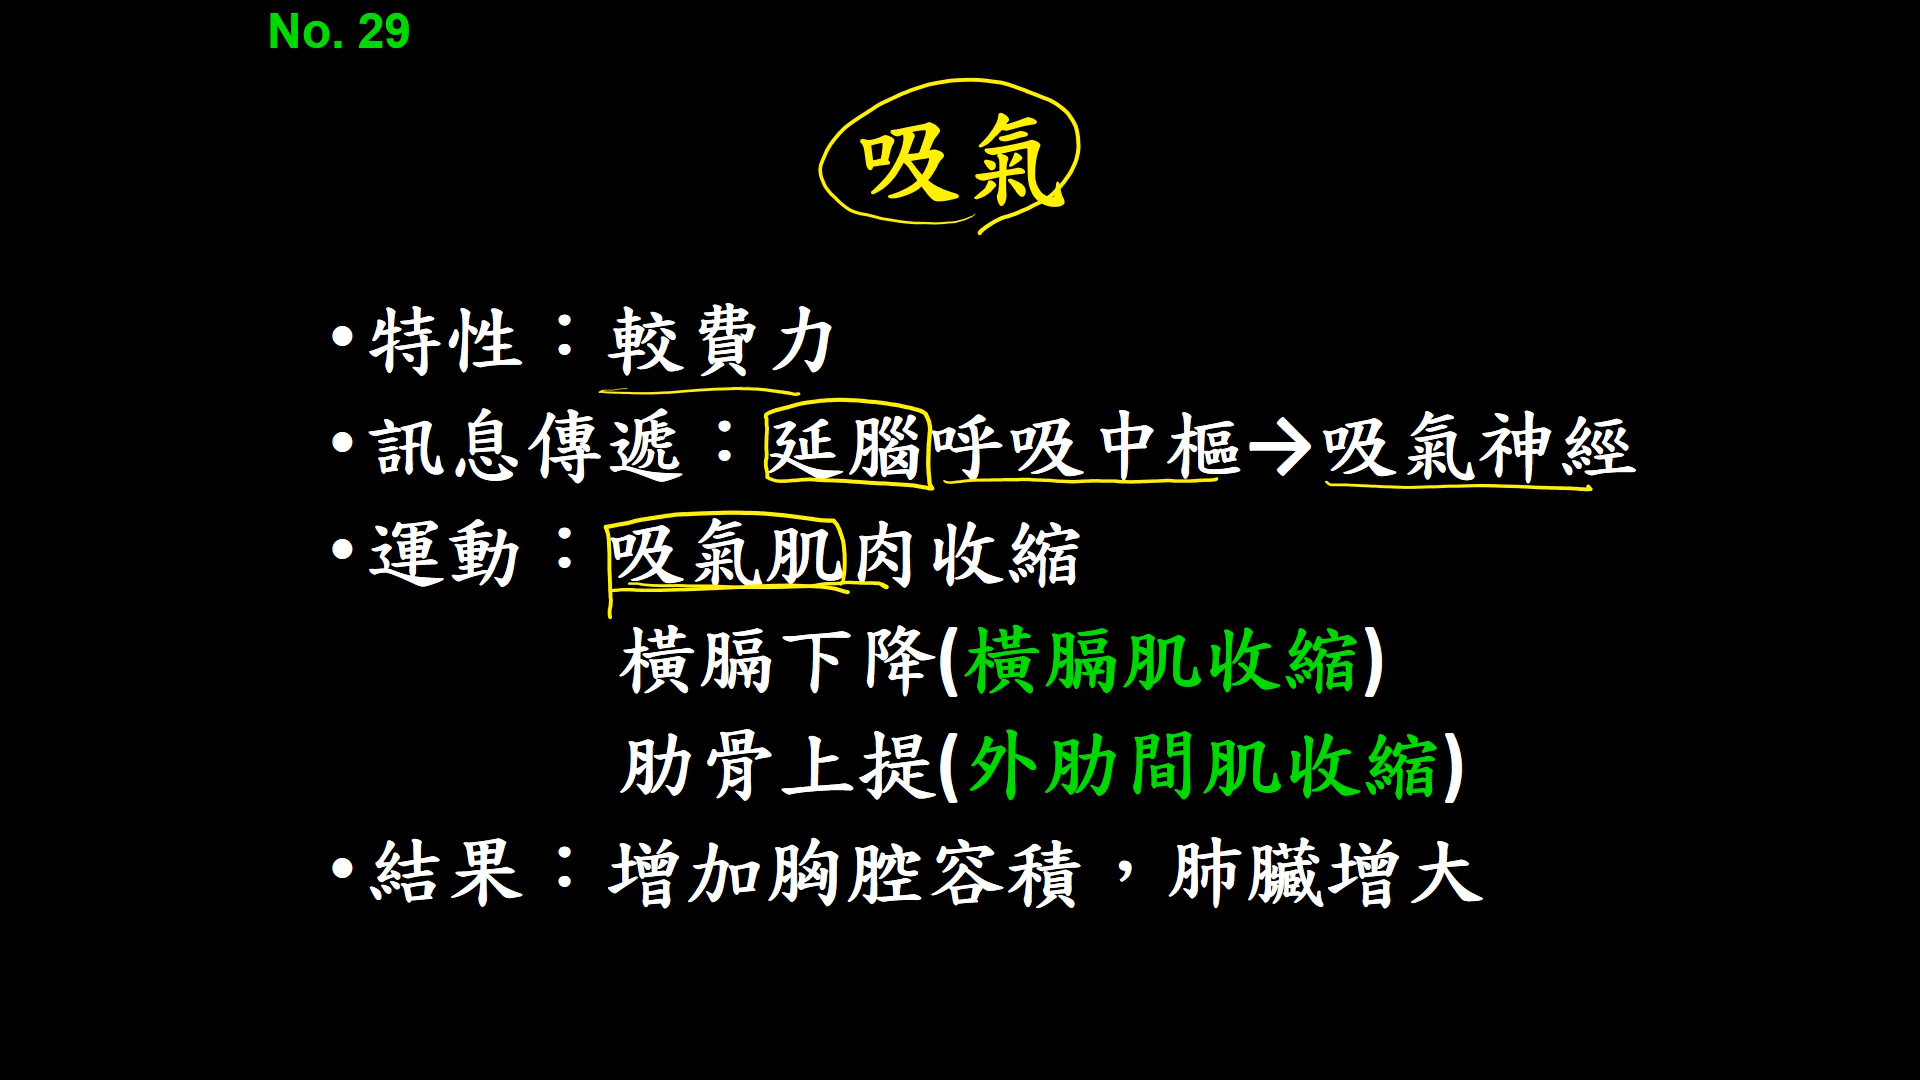 No. 29
吸氣
•特性：較費力
•訊息傳遞：延腦呼吸中樞→吸氣神經
•運動：吸氣肌肉收縮
橫膈下降(橫膈肌收縮)
肋骨上提(外肋間肌收縮)
•結果：增加胸腔容積，肺臟增大